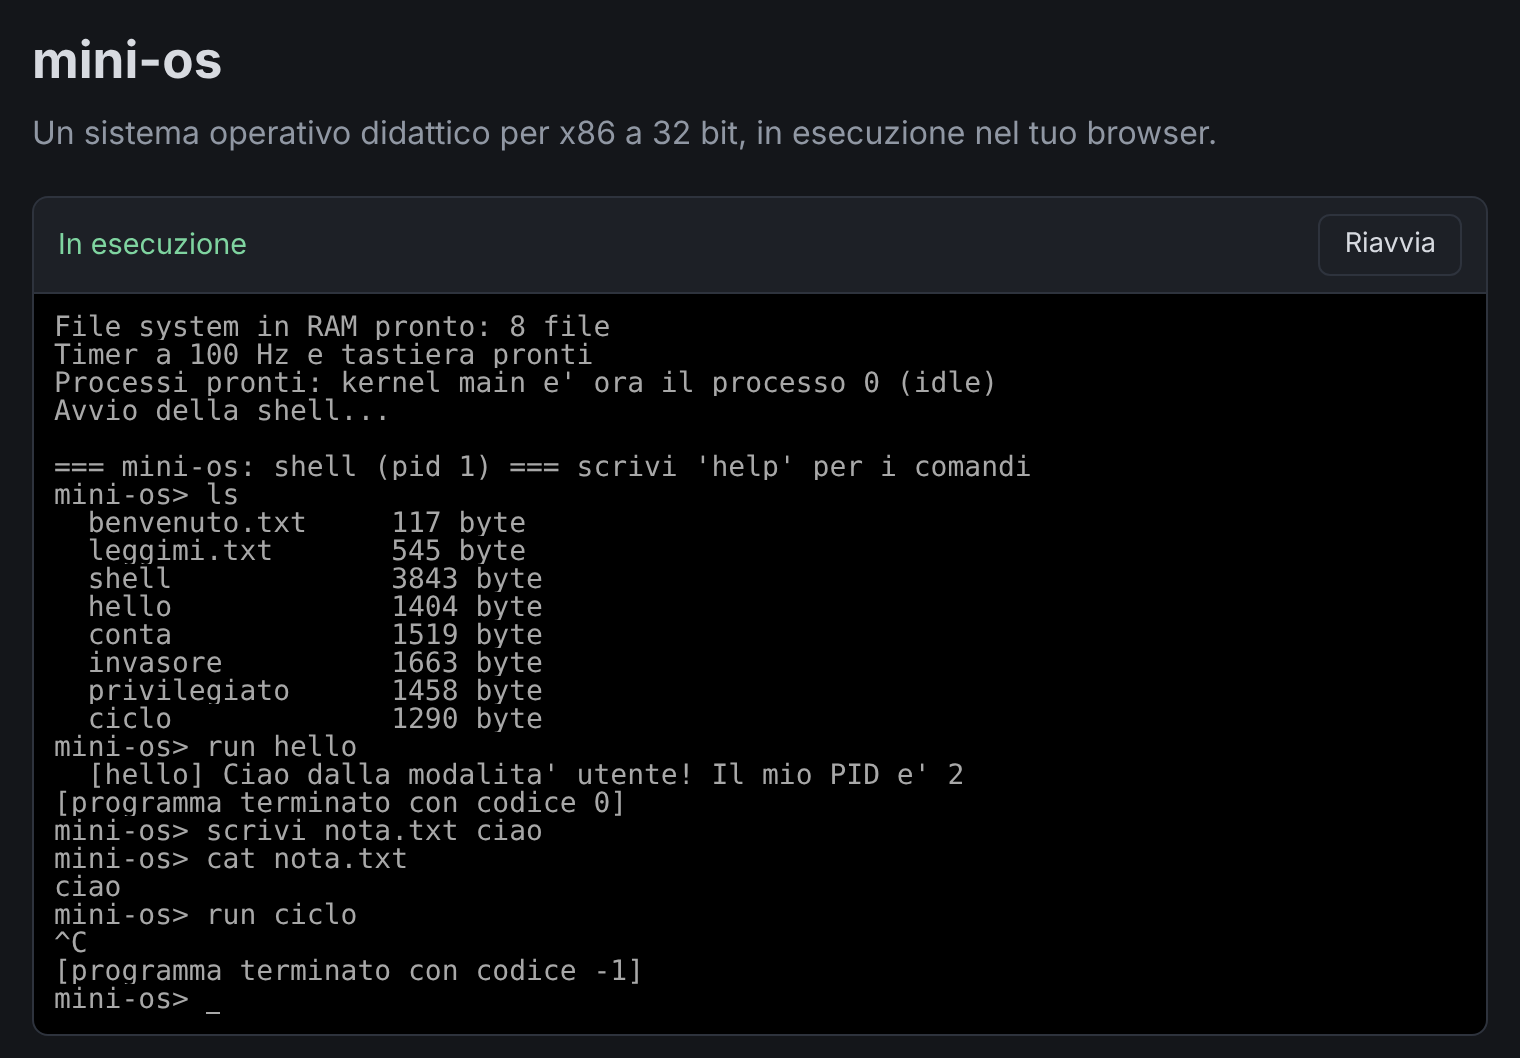 mini-os
Un sistema operativo didattico per x86 a 32 bit, in esecuzione nel tuo browser.
In esecuzione
Riavvia
File system in RAM pronto: 8 file
Timer a 100 Hz e tastiera pronti
Processi pronti: kernel main e' ora il processo 0 (idle)
Avvio della shell...
=== mini-os: shell (pid 1) === scrivi 'help' per i comandi
mini-os> ls
  benvenuto.txt     117 byte
  leggimi.txt       545 byte
  shell             3843 byte
  hello             1404 byte
  conta             1519 byte
  invasore          1663 byte
  privilegiato      1458 byte
  ciclo             1290 byte
mini-os> run hello
  [hello] Ciao dalla modalita' utente! Il mio PID e' 2
[programma terminato con codice 0]
mini-os> scrivi nota.txt ciao
mini-os> cat nota.txt
ciao
mini-os> run ciclo
^C
[programma terminato con codice -1]
mini-os> _